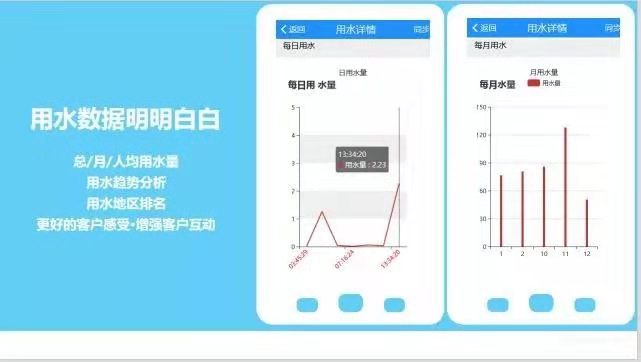 用水数据明明白白
总/月/人均用水量
用水趋势分析
用水地区排名
更好的客户感受·增强客户互动
返回
用水详情
同步
每日用水
日用水量
每日用 水量
5
4
3
2
1
0
13:34:20
用水量 : 2.23
03:45:29
07:16:24
13:34:20
返回
用水详情
同步
每月用水
月用水量
每月水量
用水量
150
120
90
60
30
0
1
2
10
11
12